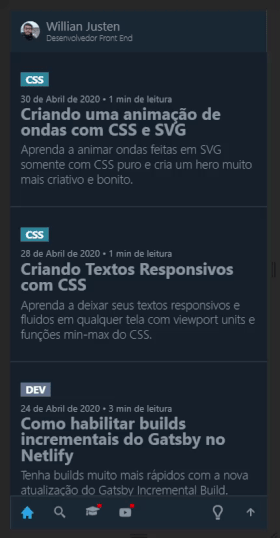 Willian Justen
Desenvolvedor Front End
CSS
30 de Abril de 2020 • 1 min de leitura
Criando uma animação de
ondas com CSS e SVG
Aprenda a animar ondas feitas em SVG
somente com CSS puro e cria um hero muito
mais criativo e bonito.
CSS
28 de Abril de 2020 • 1 min de leitura
Criando Textos Responsivos
com CSS
Aprenda a deixar seus textos responsivos e
fluidos em qualquer tela com viewport units e
funções min-max do CSS.
DEV
24 de Abril de 2020 • 3 min de leitura
Como habilitar builds
incrementais do Gatsby no
Netlify
Tenha builds muito mais rápidos com a nova
atualização do Gatsby Incremental Build.